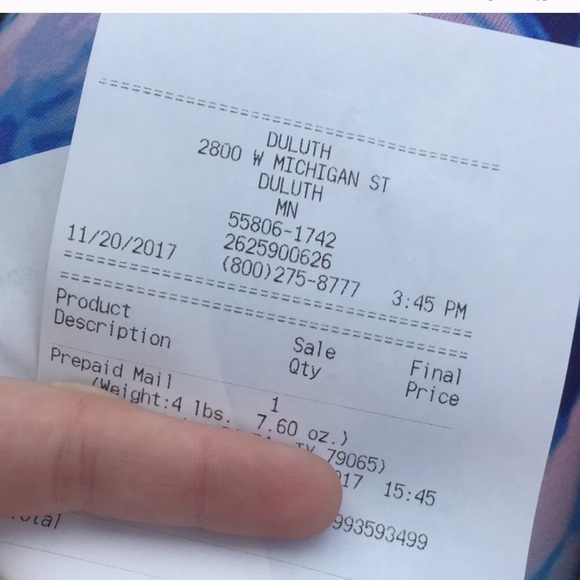 ==================================
DULUTH
2800 W MICHIGAN ST
DULUTH
MN
55806-1742
2625900626
11/20/2017 (800)275-8777 3:45 PM
==================================
==================================
Product Sale Final
Description Qty Price
Prepaid Mail 1
(Weight:4 lbs. 7.60 oz.)
79065)
15:45
993593499